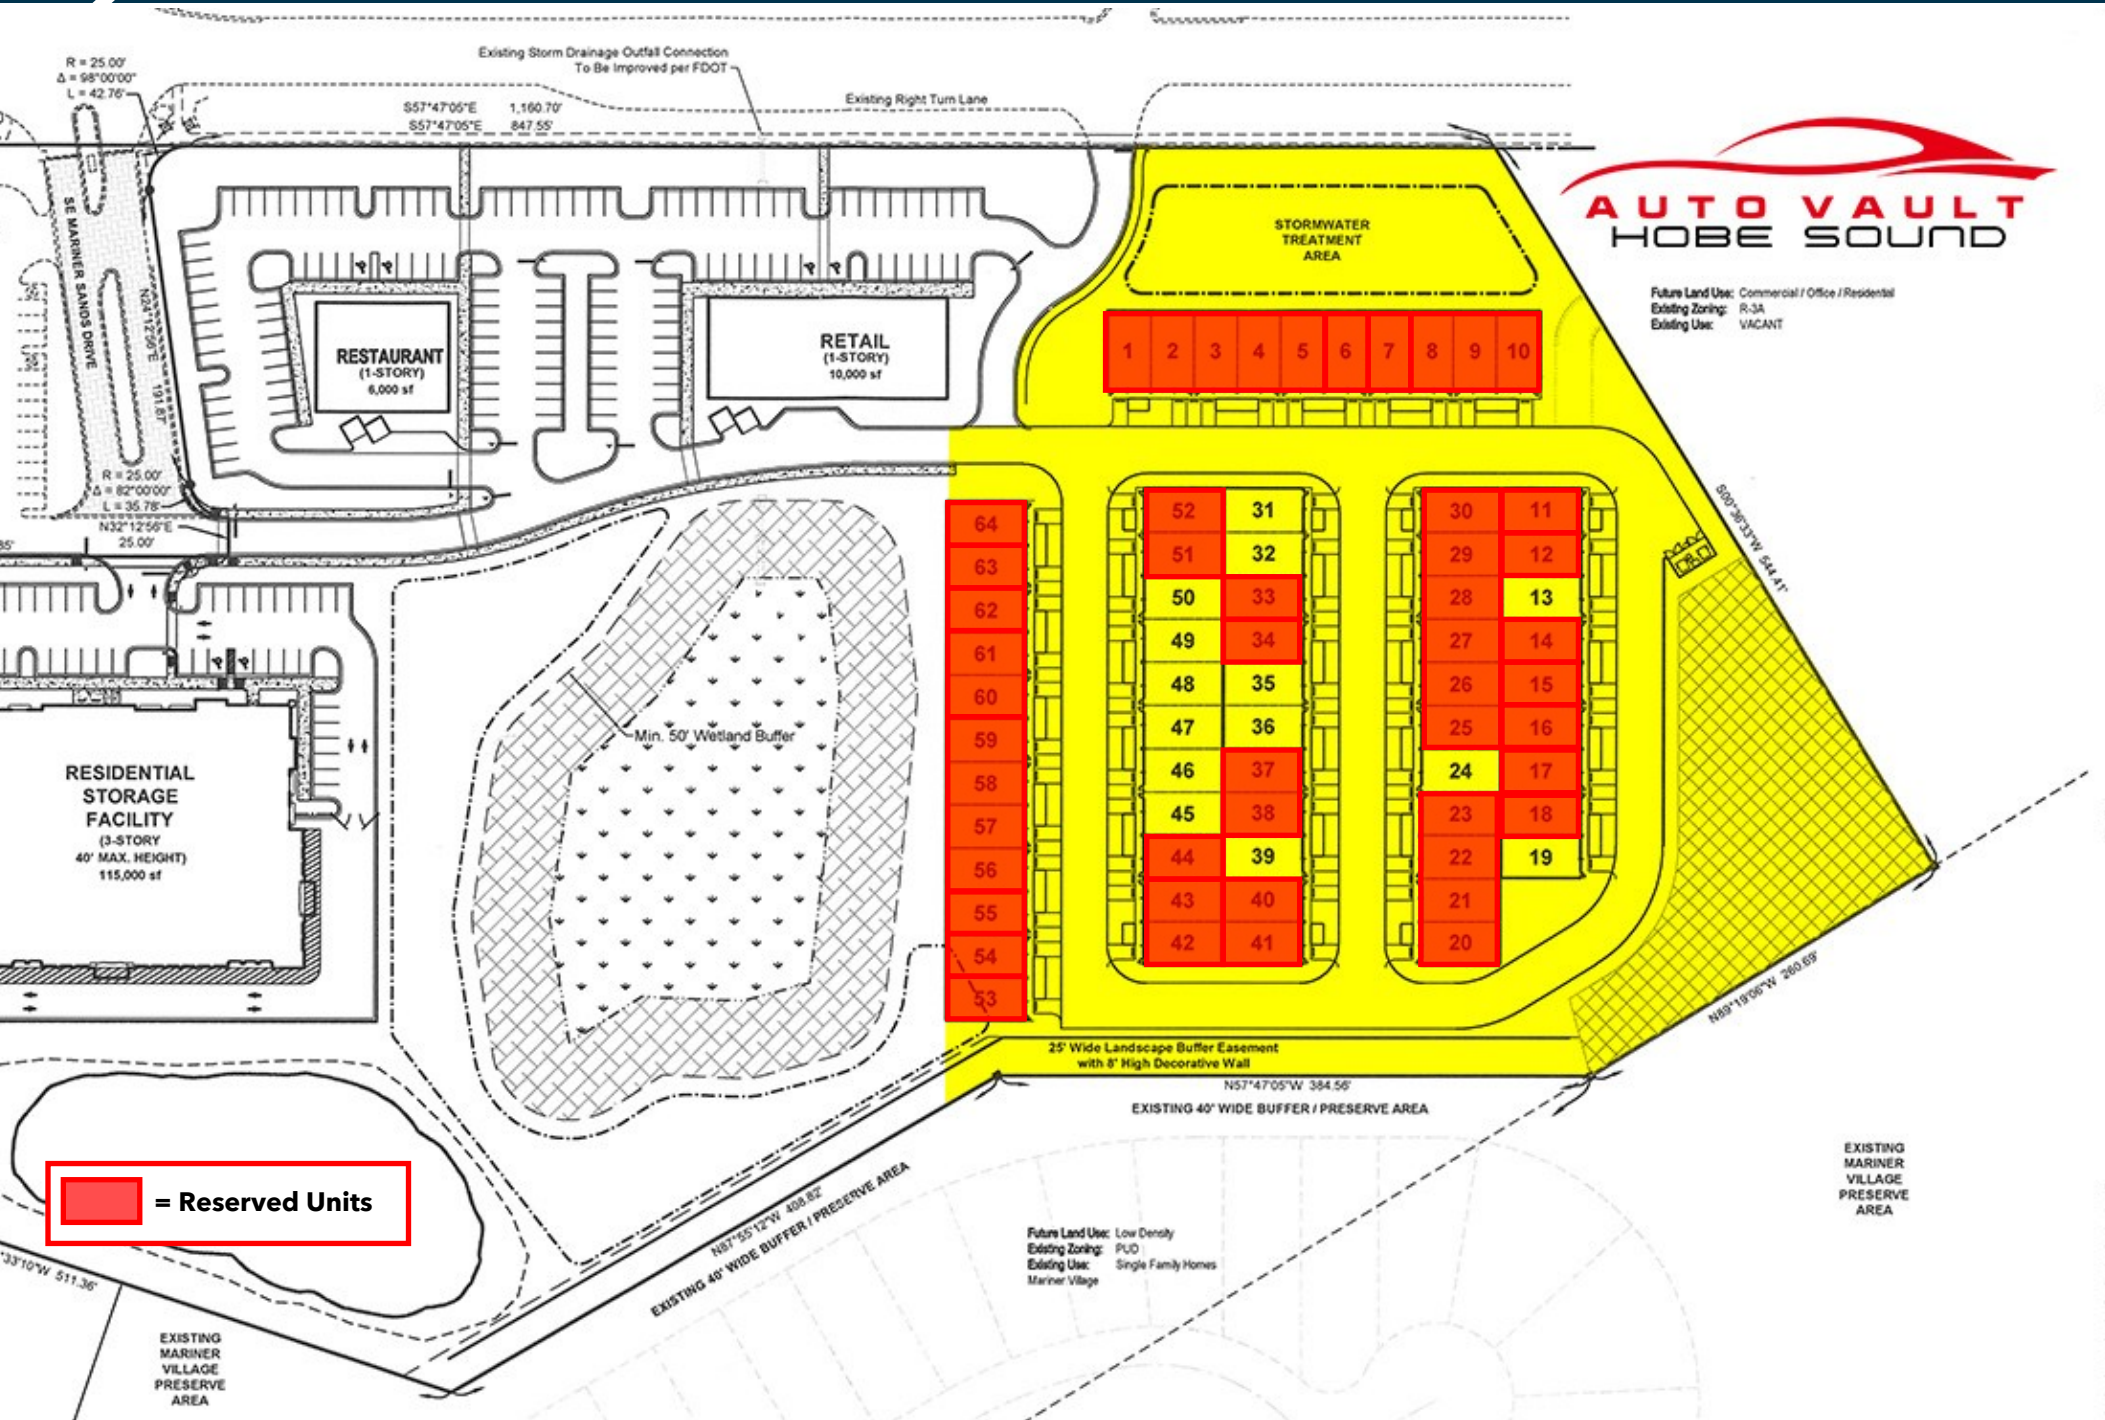 R = 25.00'
Δ = 98°00'00"
L = 42.76'
Existing Storm Drainage Outfall Connection
To Be Improved per FDOT
S57°47'05"E 1,160.70'
S57°47'05"E 847.55'
Existing Right Turn Lane
AUTO VAULT
HOBE SOUND
Future Land Use: Commercial / Office / Residential
Existing Zoning: R-3A
Existing Use: VACANT
STORMWATER
TREATMENT
AREA
SE MARINER SANDS DRIVE
N24°12'56"E 191.87'
RESTAURANT
(1-STORY)
6,000 sf
RETAIL
(1-STORY)
10,000 sf
1 2 3 4 5 6 7 8 9 10
R = 25.00'
Δ = 82°00'00"
L = 35.78'
N32°12'56"E
25.00'
85'
S00°36'33"W 544.41'
64
63
62
61
60
59
58
57
56
55
54
53
52 31
51 32
50 33
49 34
48 35
47 36
46 37
45 38
44 39
43 40
42 41
30 11
29 12
28 13
27 14
26 15
25 16
24 17
23 18
22 19
21
20
Min. 50' Wetland Buffer
RESIDENTIAL
STORAGE
FACILITY
(3-STORY
40' MAX. HEIGHT)
115,000 sf
N89°19'06"W 260.69'
25' Wide Landscape Buffer Easement
with 8' High Decorative Wall
N57°47'05"W 384.56'
EXISTING 40' WIDE BUFFER / PRESERVE AREA
N87°55'12"W 408.82'
EXISTING 40' WIDE BUFFER / PRESERVE AREA
EXISTING
MARINER
VILLAGE
PRESERVE
AREA
= Reserved Units
Future Land Use: Low Density
Existing Zoning: PUD
Existing Use: Single Family Homes
Mariner Village
°33'10"W 511.36'
EXISTING
MARINER
VILLAGE
PRESERVE
AREA